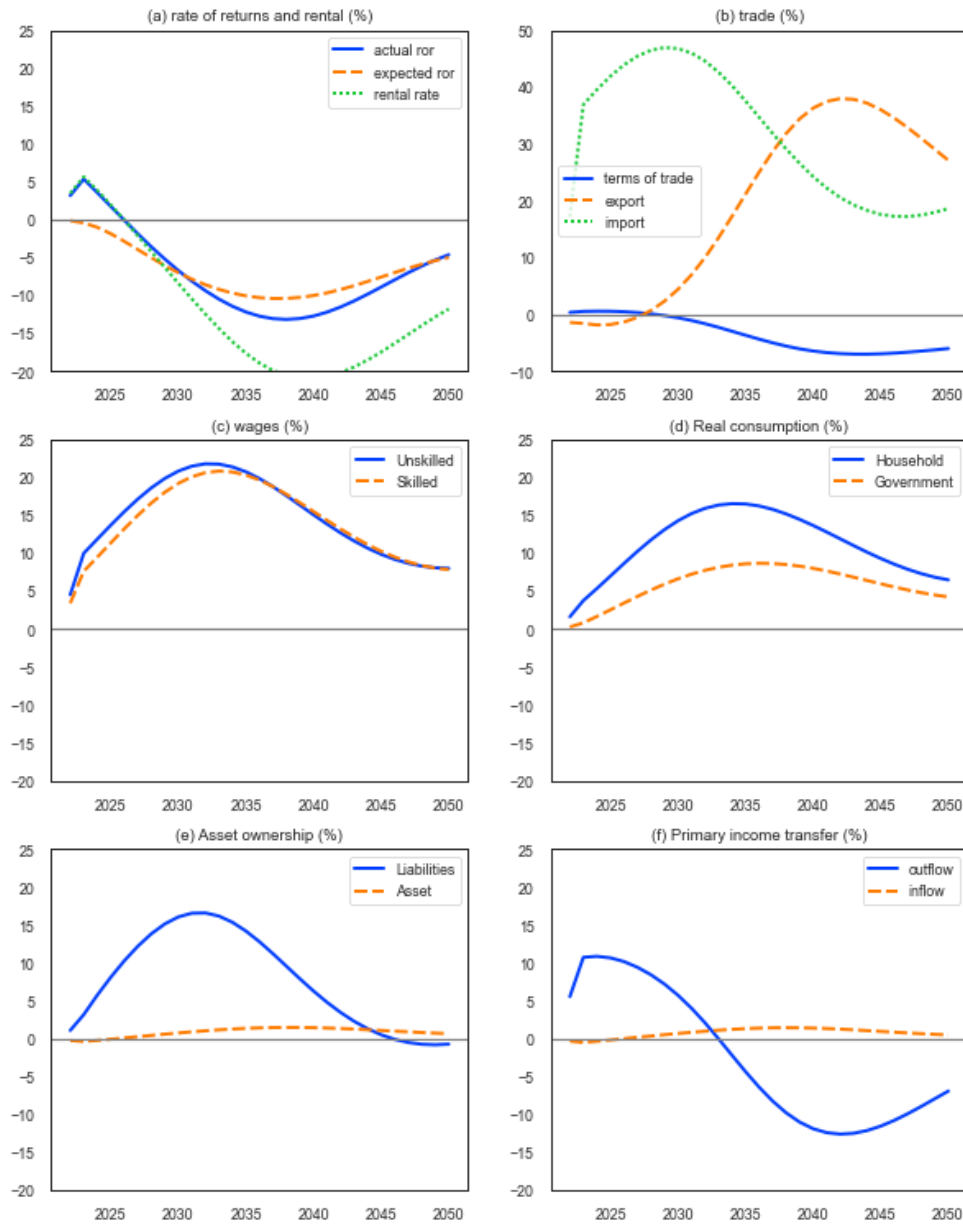 (a) rate of returns and rental (%)
25
20
15
10
5
0
−5
−10
−15
−20
actual ror
expected ror
rental rate
2025 2030 2035 2040 2045 2050
(b) trade (%)
50
40
30
20
10
0
−10
terms of trade
export
import
2025 2030 2035 2040 2045 2050
(c) wages (%)
25
20
15
10
5
0
−5
−10
−15
−20
Unskilled
Skilled
2025 2030 2035 2040 2045 2050
(d) Real consumption (%)
25
20
15
10
5
0
−5
−10
−15
−20
Household
Government
2025 2030 2035 2040 2045 2050
(e) Asset ownership (%)
25
20
15
10
5
0
−5
−10
−15
−20
Liabilities
Asset
2025 2030 2035 2040 2045 2050
(f) Primary income transfer (%)
25
20
15
10
5
0
−5
−10
−15
−20
outflow
inflow
2025 2030 2035 2040 2045 2050